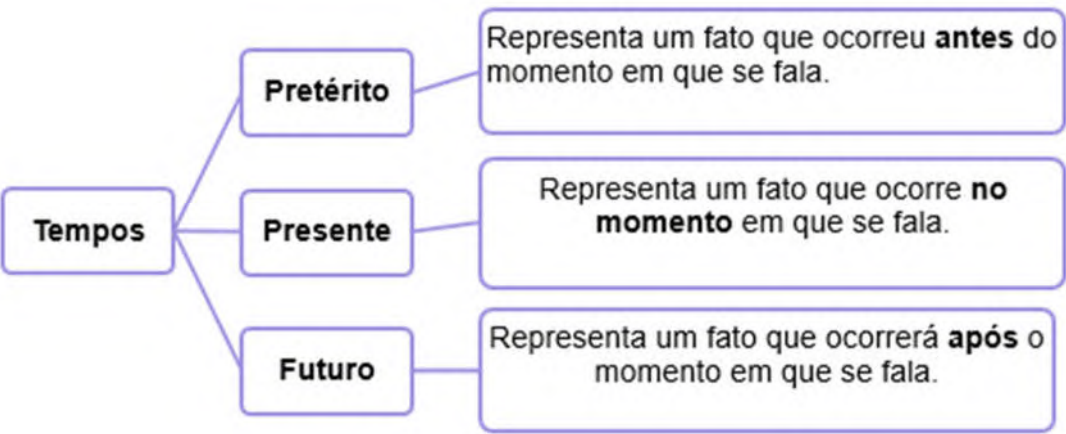 Tempos
Pretérito
Representa um fato que ocorreu antes do
momento em que se fala.
Presente
Representa um fato que ocorre no
momento em que se fala.
Futuro
Representa um fato que ocorrerá após o
momento em que se fala.